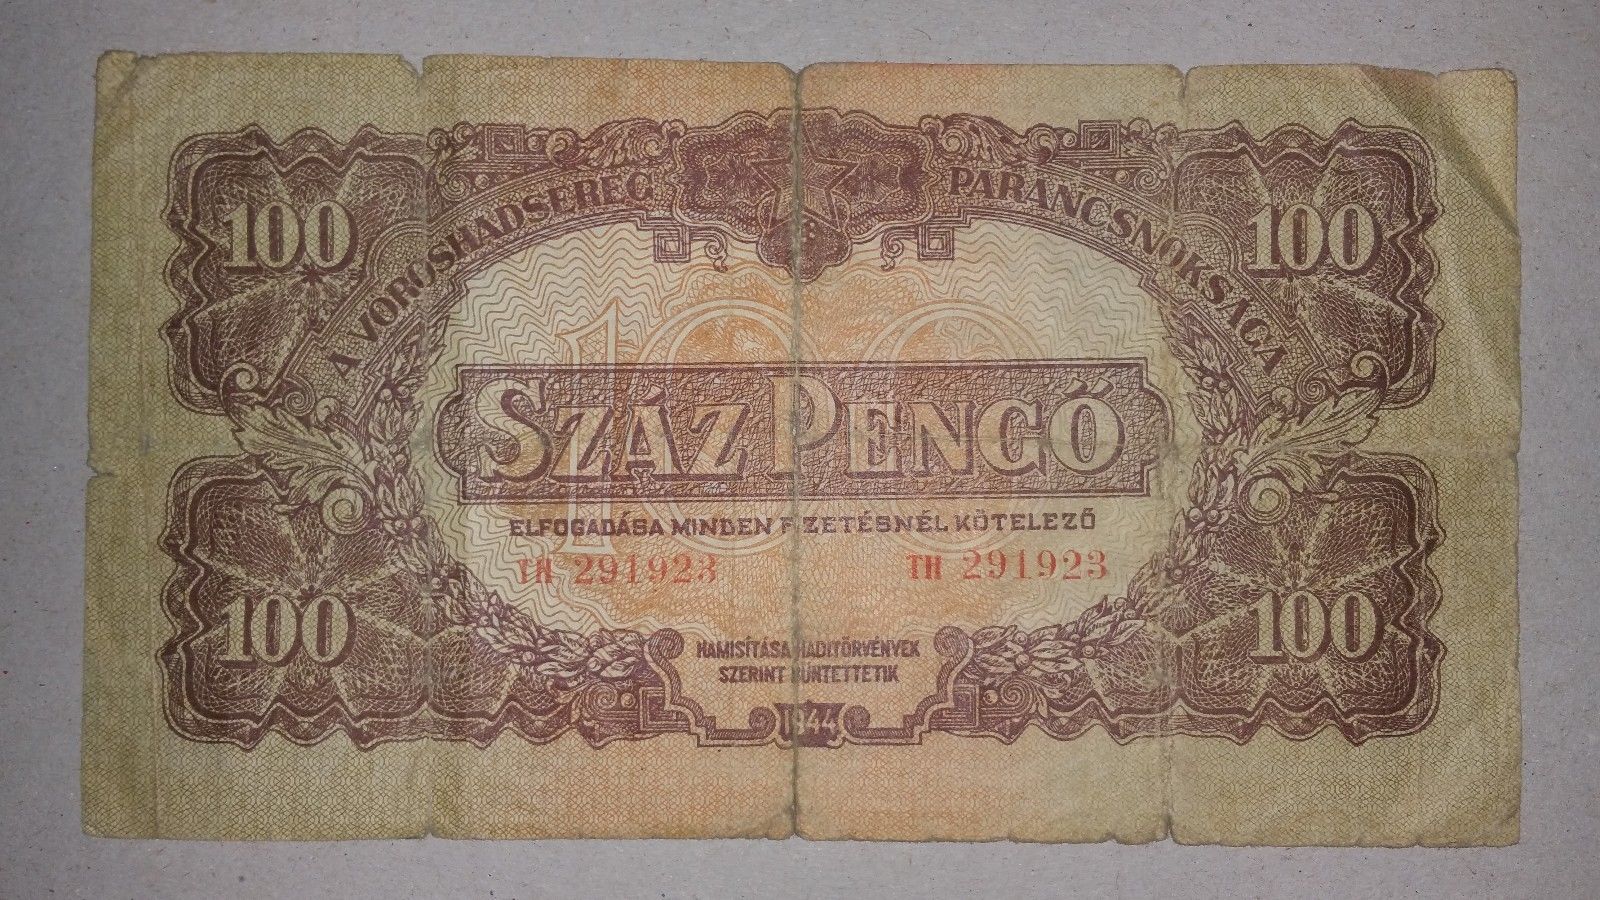 A VÖRÖSHADSEREG PARANCSNOKSÁGA
100 100
100
SZÁZ PENGŐ
ELFOGADÁSA MINDEN FIZETÉSNÉL KÖTELEZŐ
TH 291923 TH 291923
100 100
HAMISÍTÁSA HADITÖRVÉNYEK
SZERINT BÜNTETTETIK
1944